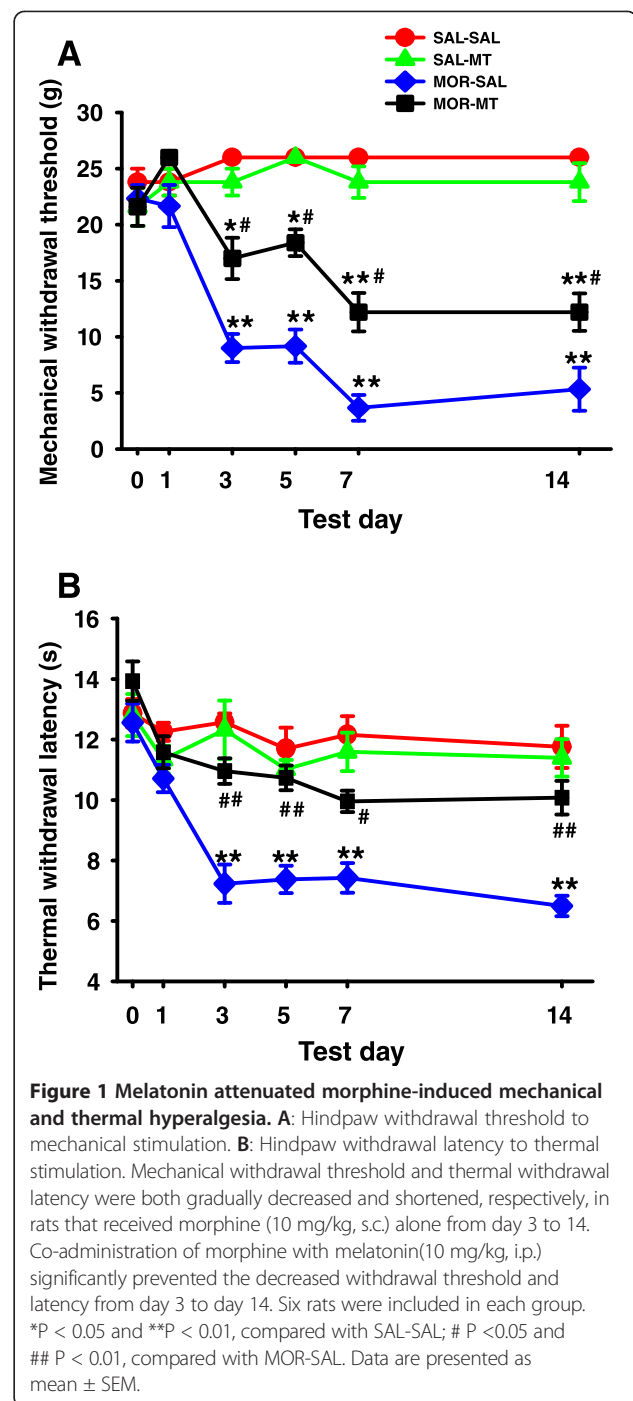 A
SAL-SAL
SAL-MT
MOR-SAL
MOR-MT
Mechanical withdrawal threshold (g)
30
25
20
15
10
5
0
*# *# **# **#
** ** ** **
0 1 3 5 7 14
Test day
B
Thermal withdrawal latency (s)
16
14
12
10
8
6
4
## ## # ##
** ** ** **
0 1 3 5 7 14
Test day
Figure 1 Melatonin attenuated morphine-induced mechanical
and thermal hyperalgesia. A: Hindpaw withdrawal threshold to
mechanical stimulation. B: Hindpaw withdrawal latency to thermal
stimulation. Mechanical withdrawal threshold and thermal withdrawal
latency were both gradually decreased and shortened, respectively, in
rats that received morphine (10 mg/kg, s.c.) alone from day 3 to 14.
Co-administration of morphine with melatonin(10 mg/kg, i.p.)
significantly prevented the decreased withdrawal threshold and
latency from day 3 to day 14. Six rats were included in each group.
*P < 0.05 and **P < 0.01, compared with SAL-SAL; # P <0.05 and
## P < 0.01, compared with MOR-SAL. Data are presented as
mean ± SEM.